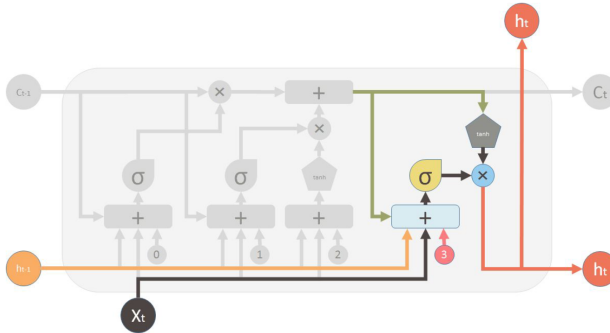 hₜ
Cₜ₋₁
×
+
Cₜ
×
tanh
σ
σ
tanh
σ
×
+
+
+
+
0
1
2
3
hₜ₋₁
hₜ
Xₜ